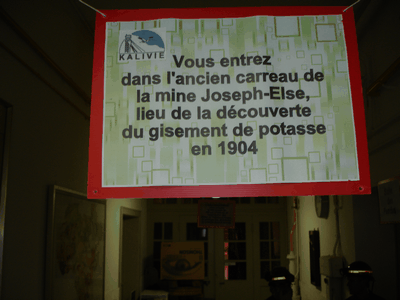 KALIVIE
Vous entrez
dans l'ancien carreau de
la mine Joseph-Else,
lieu de la découverte
du gisement de potasse
en 1904